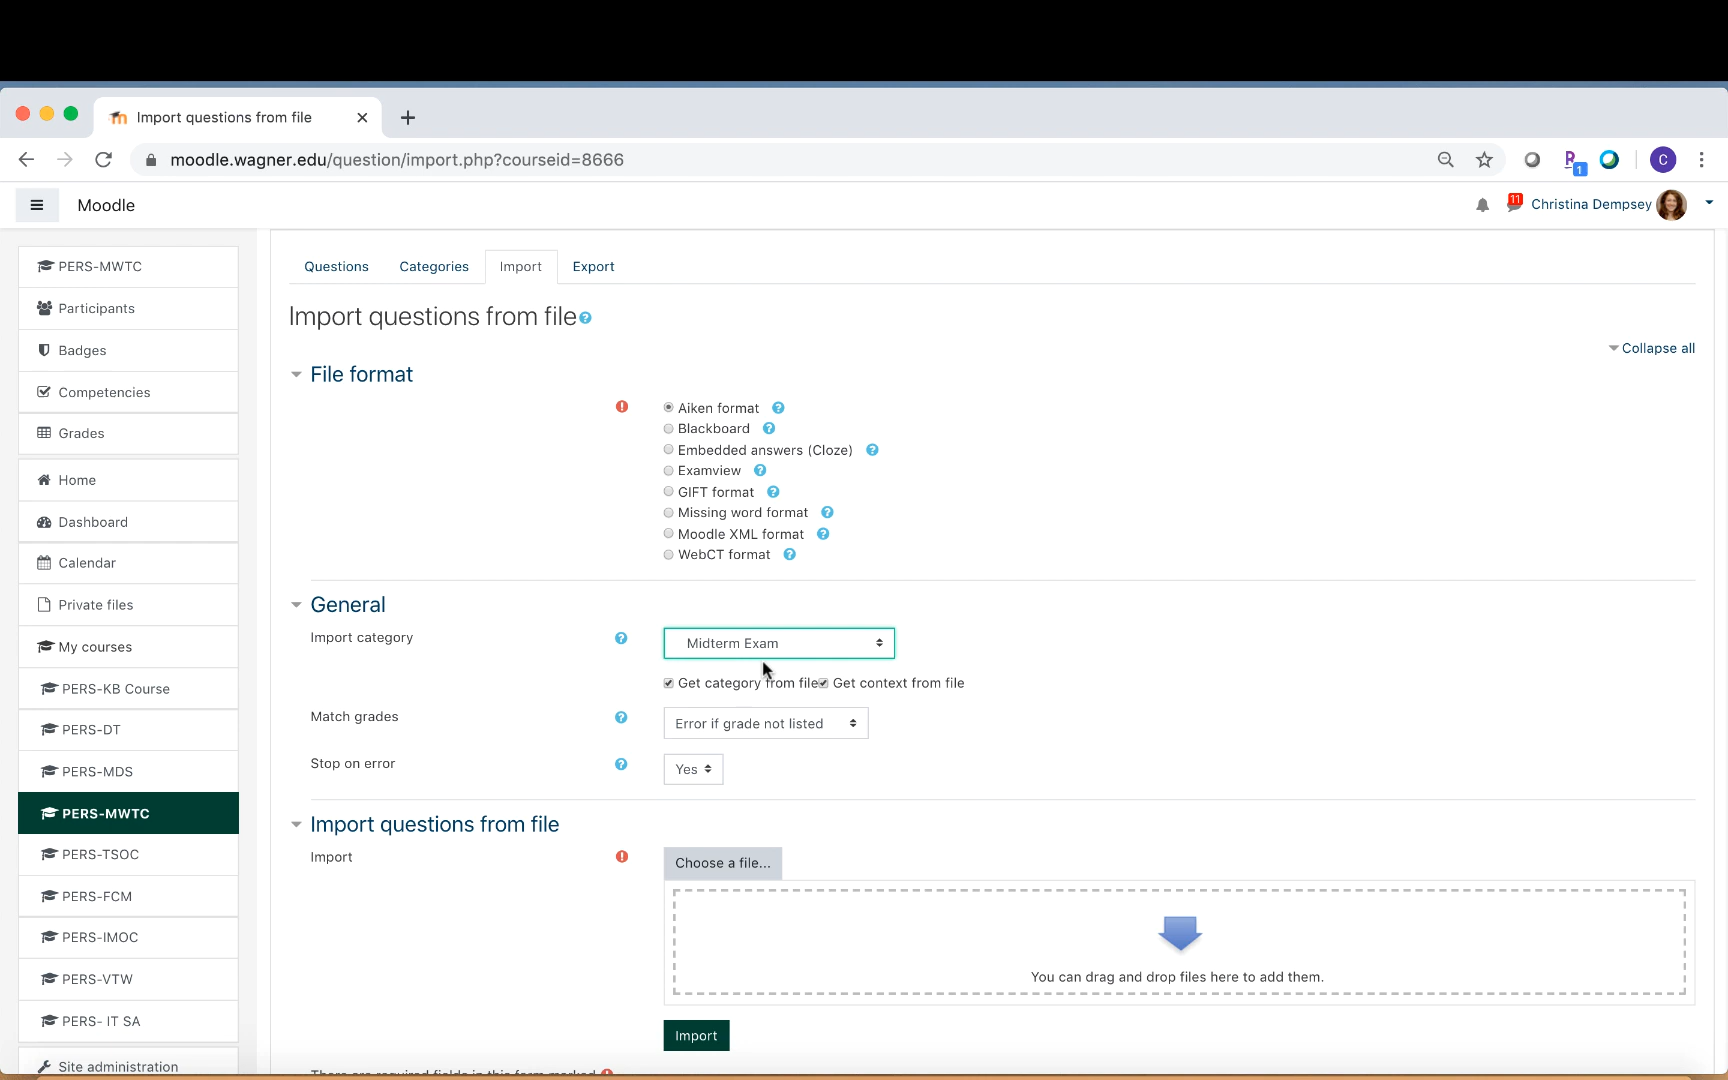 Import questions from file
moodle.wagner.edu/question/import.php?courseid=8666
1
C
Moodle
11
Christina Dempsey
PERS-MWTC
Participants
Badges
Competencies
Grades
Home
Dashboard
Calendar
Private files
My courses
PERS-KB Course
PERS-DT
PERS-MDS
PERS-MWTC
PERS-TSOC
PERS-FCM
PERS-IMOC
PERS-VTW
PERS- IT SA
Site administration
Questions Categories Import Export
Import questions from file
Collapse all
File format
Aiken format
Blackboard
Embedded answers (Cloze)
Examview
GIFT format
Missing word format
Moodle XML format
WebCT format
General
Import category Midterm Exam
Get category from file Get context from file
Match grades Error if grade not listed
Stop on error Yes
Import questions from file
Import Choose a file...
You can drag and drop files here to add them.
Import
There are required fields in this form marked